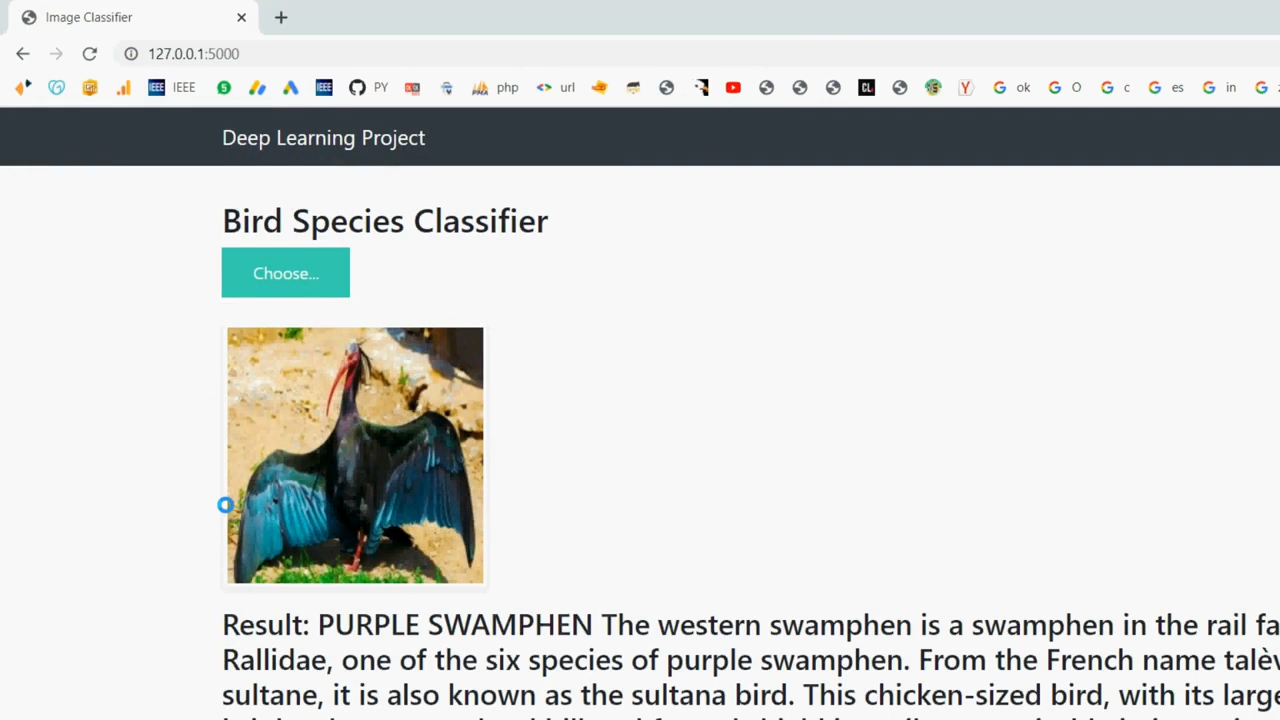 Image Classifier
127.0.0.1:5000
IEEE PY php url ok O c es in
Deep Learning Project
Bird Species Classifier
Choose...
Result: PURPLE SWAMPHEN The western swamphen is a swamphen in the rail fa
Rallidae, one of the six species of purple swamphen. From the French name talèv
sultane, it is also known as the sultana bird. This chicken-sized bird, with its large